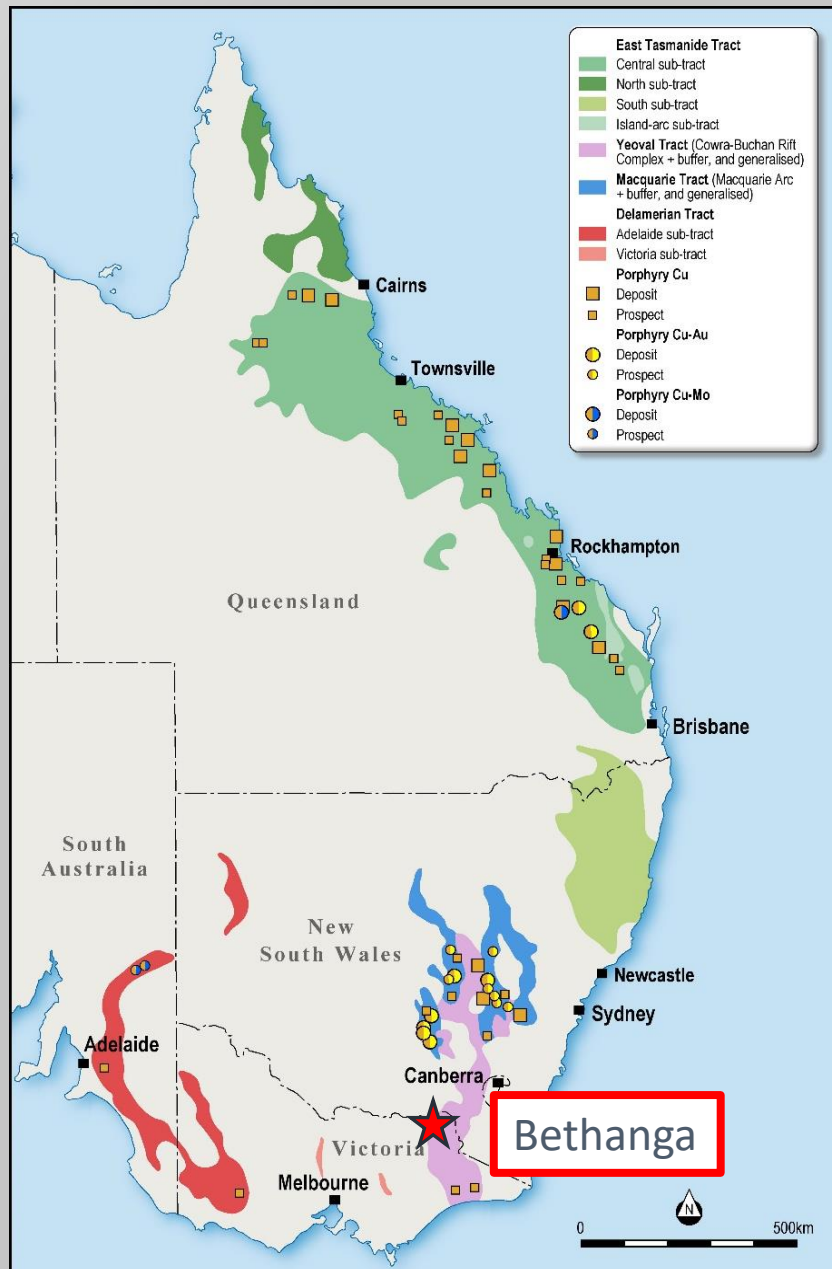 East Tasmanide Tract
Central sub-tract
North sub-tract
South sub-tract
Island-arc sub-tract
Yeoval Tract (Cowra-Buchan Rift
Complex + buffer, and generalised)
Macquarie Tract (Macquarie Arc
+ buffer, and generalised)
Delamerian Tract
Adelaide sub-tract
Victoria sub-tract
Porphyry Cu
Deposit
Prospect
Porphyry Cu-Au
Deposit
Prospect
Porphyry Cu-Mo
Deposit
Prospect
Cairns
Townsville
Rockhampton
Queensland
Brisbane
South
Australia
New
South Wales
Newcastle
Sydney
Adelaide
Canberra
Bethanga
Victoria
Melbourne
N
0 500km